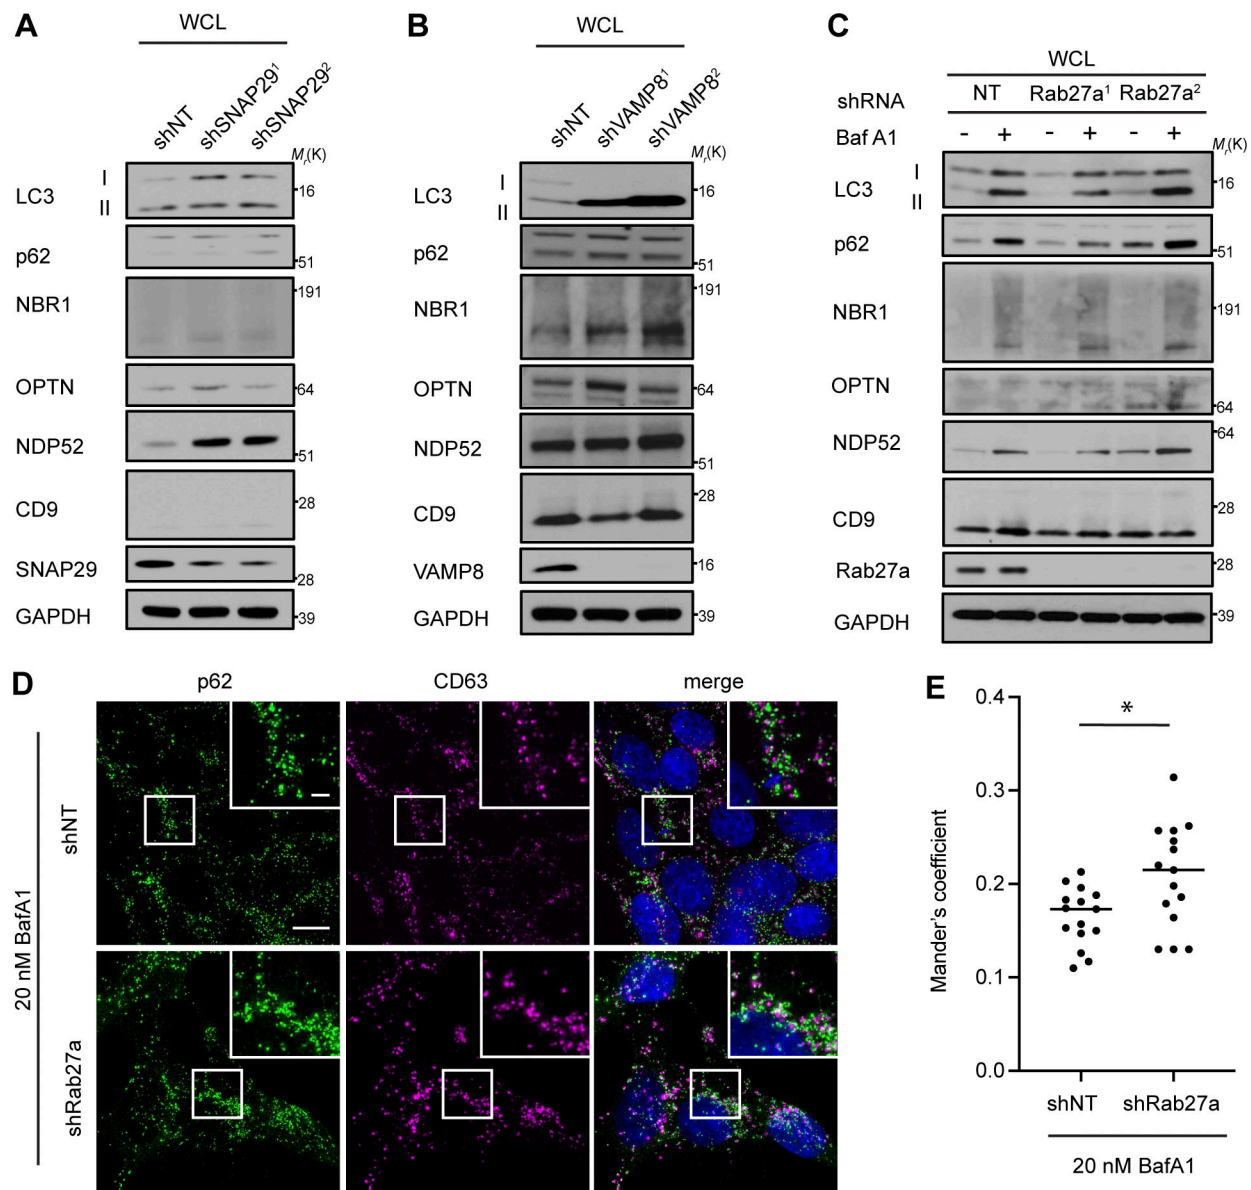 A
WCL
shNT
shSNAP29¹
shSNAP29²
Mr(K)
LC3
I
II
16
p62
51
NBR1
191
OPTN
64
NDP52
51
CD9
28
SNAP29
28
GAPDH
39
B
WCL
shNT
shVAMP8¹
shVAMP8²
Mr(K)
LC3
I
II
16
p62
51
NBR1
191
OPTN
64
NDP52
51
CD9
28
VAMP8
16
GAPDH
39
C
WCL
shRNA NT Rab27a¹ Rab27a²
Baf A1 - + - + - +
Mr(K)
LC3
I
II
16
p62
51
NBR1
191
OPTN
64
NDP52
64
CD9
28
Rab27a
28
GAPDH
39
D
p62 CD63 merge
20 nM BafA1
shNT
shRab27a
E
Mander's coefficient
0.4
0.3
0.2
0.1
0.0
*
shNT shRab27a
20 nM BafA1